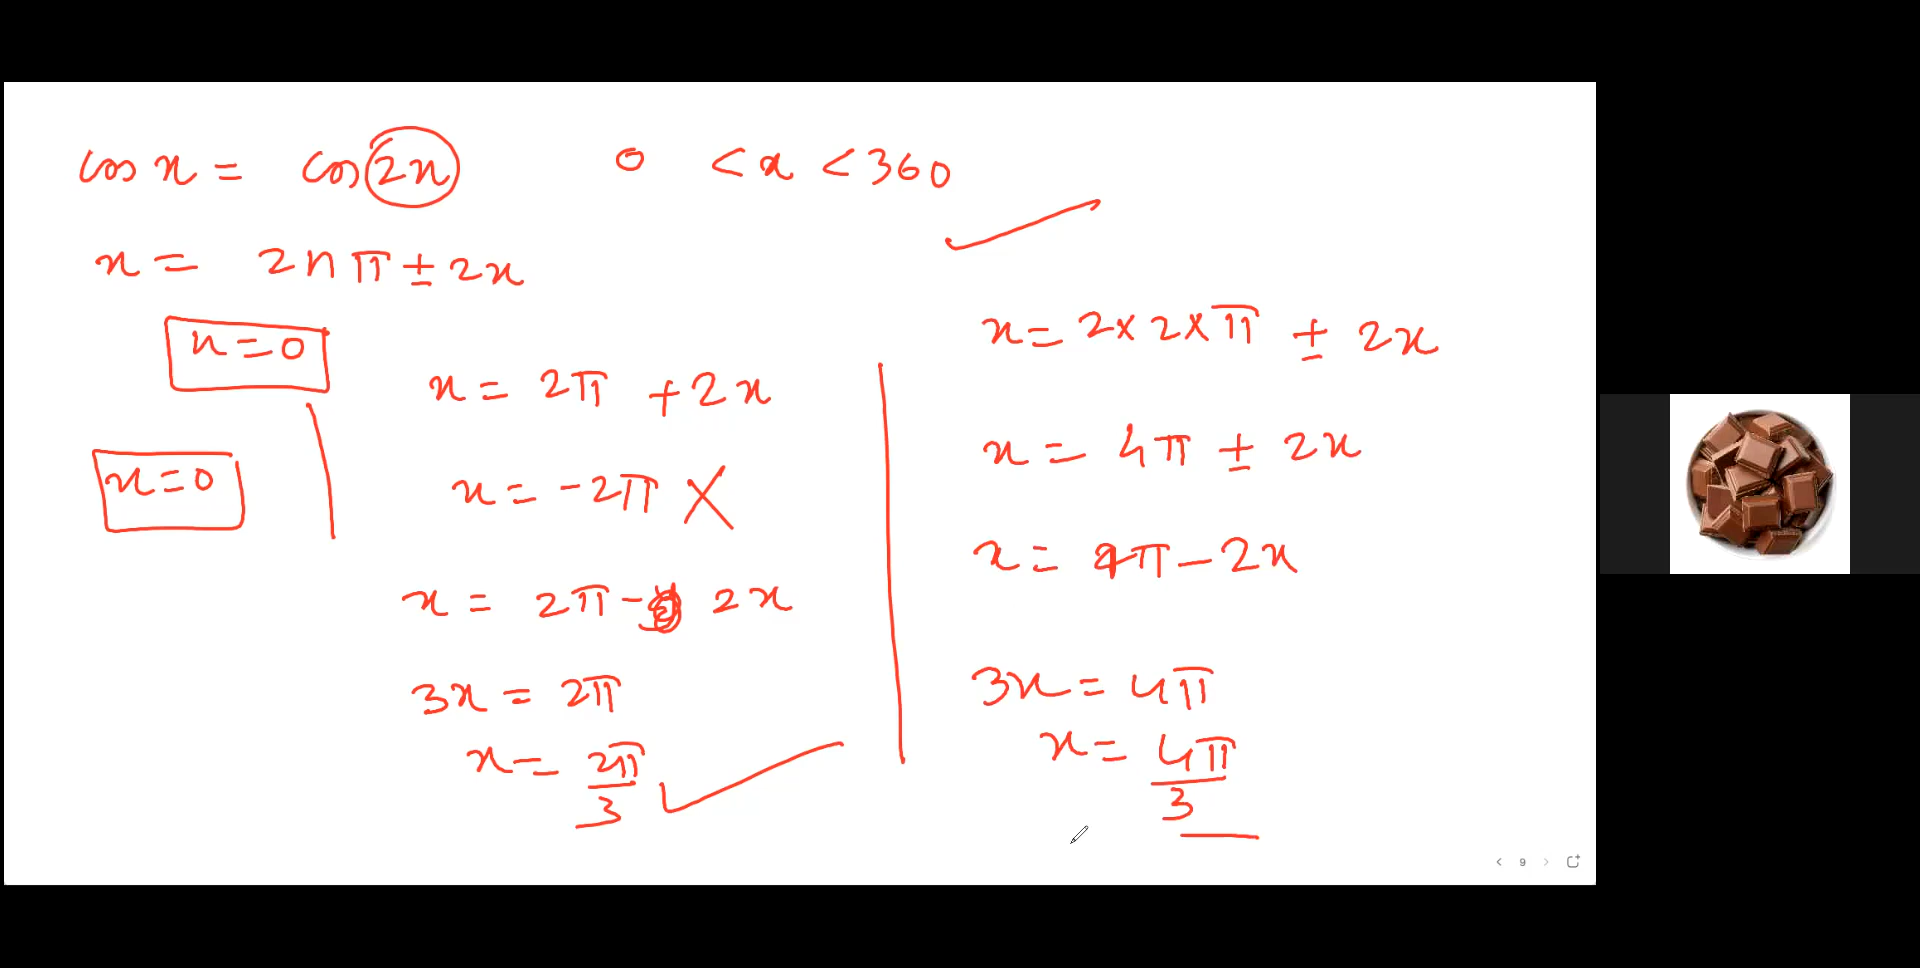 cos x = cos 2x 0 < x < 360
x = 2nπ ± 2x
n = 0
x = 0
x = 2π + 2x
x = -2π X
x = 2π - 2x
3x = 2π
x = 2π/3
x = 2 × 2 × π ± 2x
x = 4π ± 2x
x = 4π - 2x
3x = 4π
x = 4π/3
< 9 >